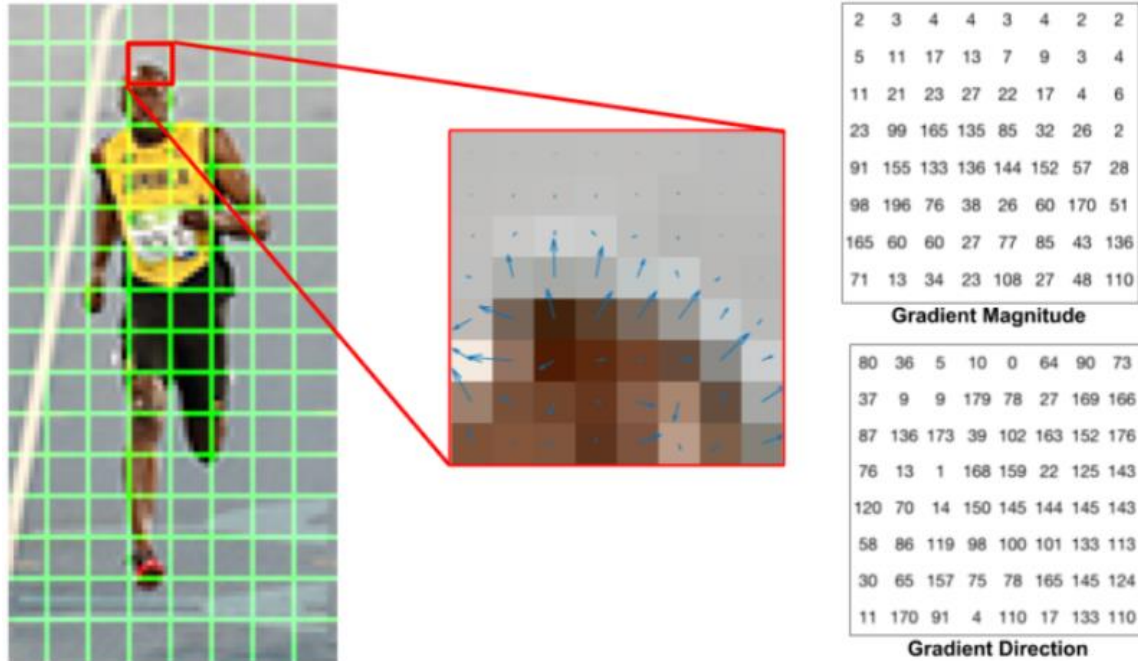 2 3 4 4 3 4 2 2
5 11 17 13 7 9 3 4
11 21 23 27 22 17 4 6
23 99 165 135 85 32 26 2
91 155 133 136 144 152 57 28
98 196 76 38 26 60 170 51
165 60 60 27 77 85 43 136
71 13 34 23 108 27 48 110
Gradient Magnitude
80 36 5 10 0 64 90 73
37 9 9 179 78 27 169 166
87 136 173 39 102 163 152 176
76 13 1 168 159 22 125 143
120 70 14 150 145 144 145 143
58 86 119 98 100 101 133 113
30 65 157 75 78 165 145 124
11 170 91 4 110 17 133 110
Gradient Direction